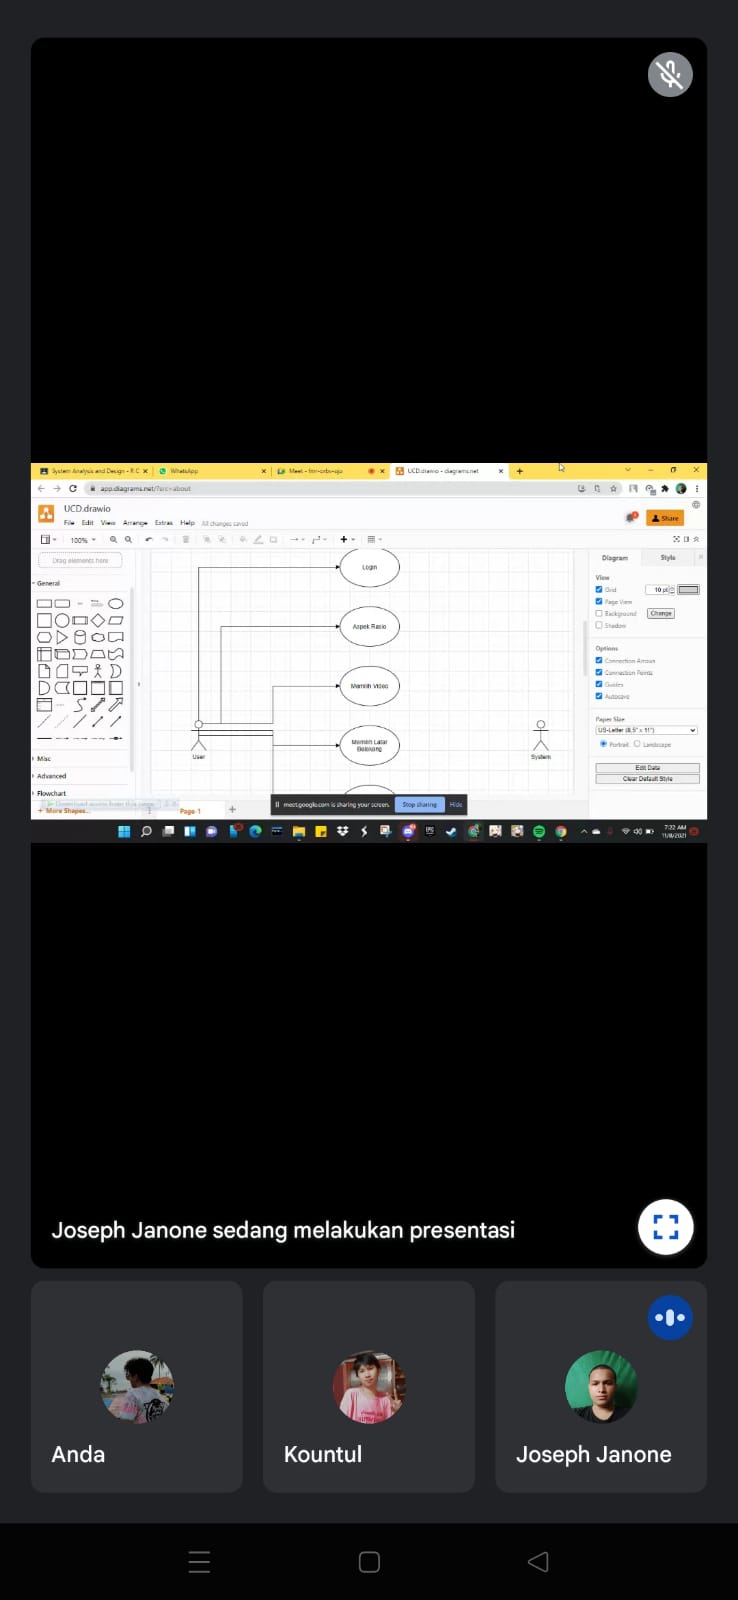 System Analysis and Design - R C
WhatsApp
UCD.drawio - diagrams.net
app.diagrams.net/?src=about
UCD.drawio
File Edit View Arrange Extras Help All changes saved
Share
100%
Drag elements here
General
Misc
Advanced
Flowchart
+ More Shapes...
Login
Aspek Rasio
Memilih Video
Memilih Latar
Belakang
User
System
Page-1
meet.google.com is sharing your screen.
Stop sharing
Hide
Diagram
Style
View
Grid
10 pt
Page View
Background
Change
Shadow
Options
Connection Arrows
Connection Points
Guides
Autosave
Paper Size
US-Letter (8,5" x 11")
Portrait
Landscape
Edit Data
Clear Default Style
7:22 AM
11/8/2021
Joseph Janone sedang melakukan presentasi
Anda
Kountul
Joseph Janone